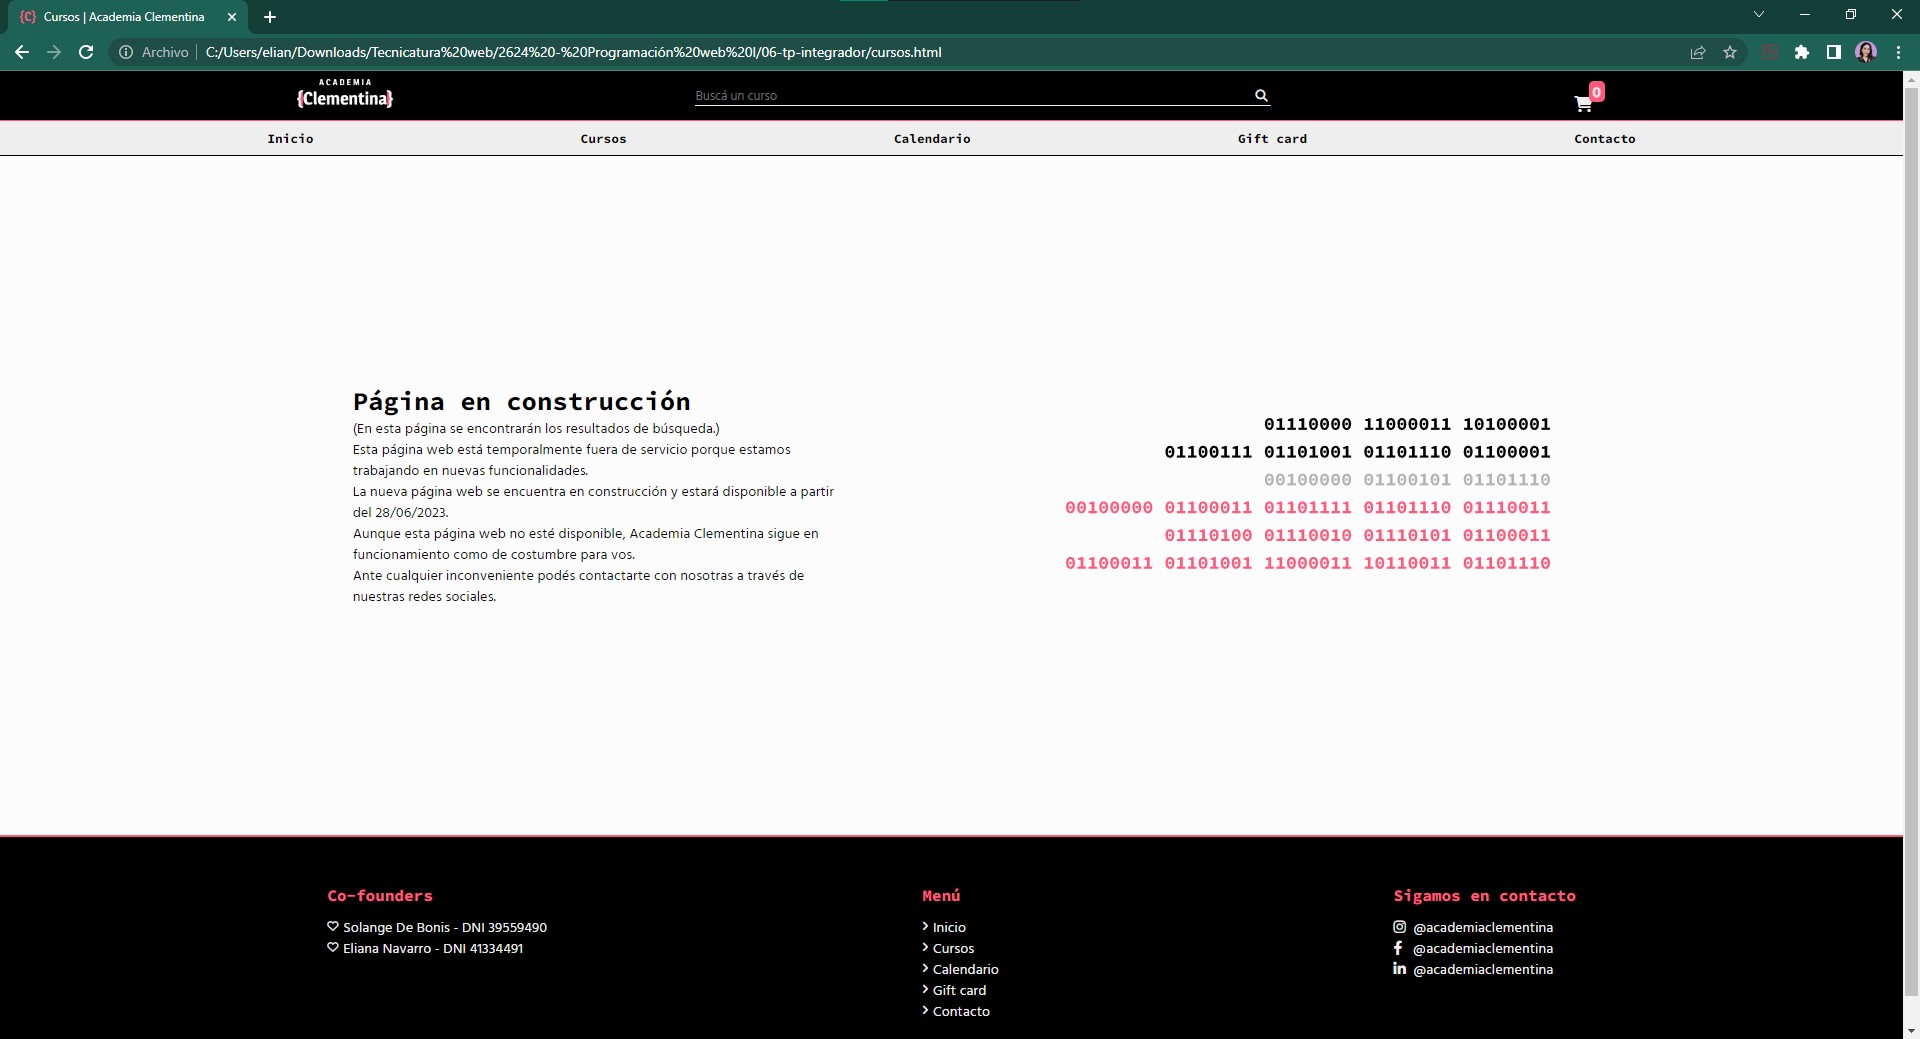 Cursos | Academia Clementina
Archivo C:/Users/elian/Downloads/Tecnicatura%20web/2624%20-%20Programación%20web%20I/06-tp-integrador/cursos.html
ACADEMIA
{Clementina}
Buscá un curso
0
Inicio Cursos Calendario Gift card Contacto
Página en construcción
(En esta página se encontrarán los resultados de búsqueda.)
Esta página web está temporalmente fuera de servicio porque estamos
trabajando en nuevas funcionalidades.
La nueva página web se encuentra en construcción y estará disponible a partir
del 28/06/2023.
Aunque esta página web no esté disponible, Academia Clementina sigue en
funcionamiento como de costumbre para vos.
Ante cualquier inconveniente podés contactarte con nosotras a través de
nuestras redes sociales.
01110000 11000011 10100001
01100111 01101001 01101110 01100001
00100000 01100101 01101110
00100000 01100011 01101111 01101110 01110011
01110100 01110010 01110101 01100011
01100011 01101001 11000011 10110011 01101110
Co-founders
Solange De Bonis - DNI 39559490
Eliana Navarro - DNI 41334491
Menú
Inicio
Cursos
Calendario
Gift card
Contacto
Sigamos en contacto
@academiaclementina
@academiaclementina
@academiaclementina